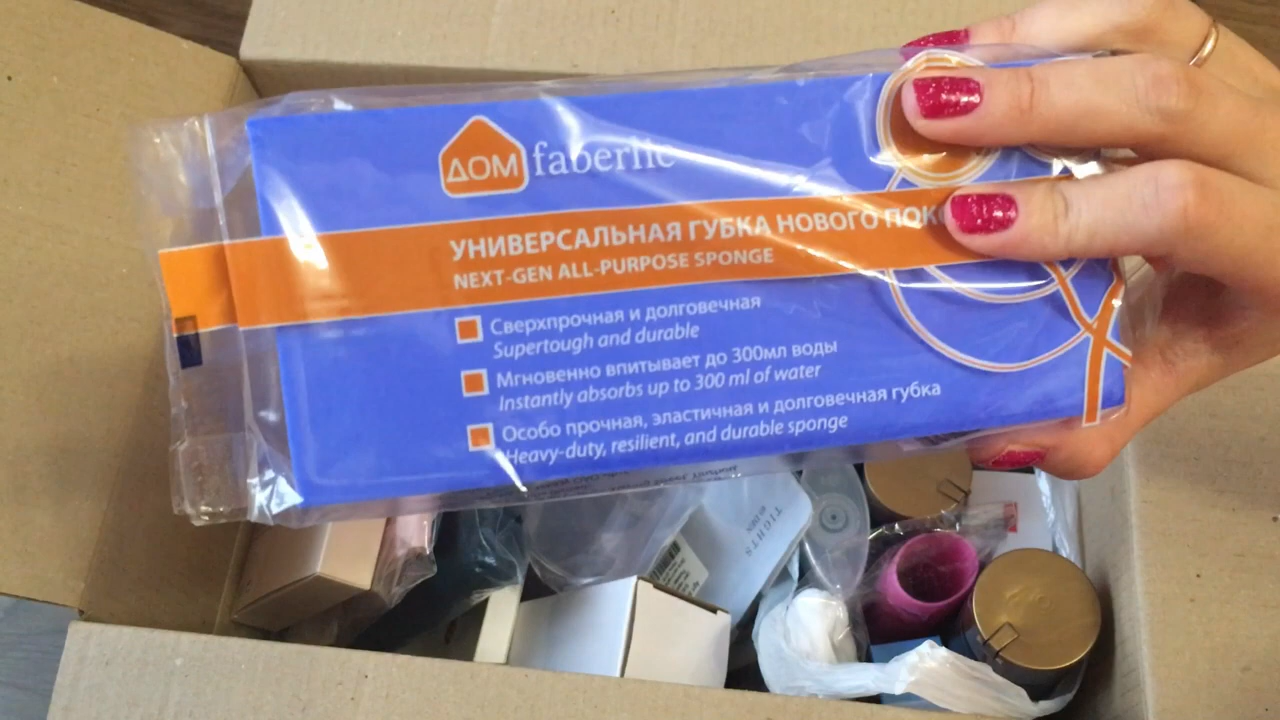 ДОМ faberlic
УНИВЕРСАЛЬНАЯ ГУБКА НОВОГО
NEXT-GEN ALL-PURPOSE SPONGE
Сверхпрочная и долговечная
Supertough and durable
Мгновенно впитывает до 300мл воды
Instantly absorbs up to 300 ml of water
Особо прочная, эластичная и долговечная губка
Heavy-duty, resilient, and durable sponge
TIGHTS